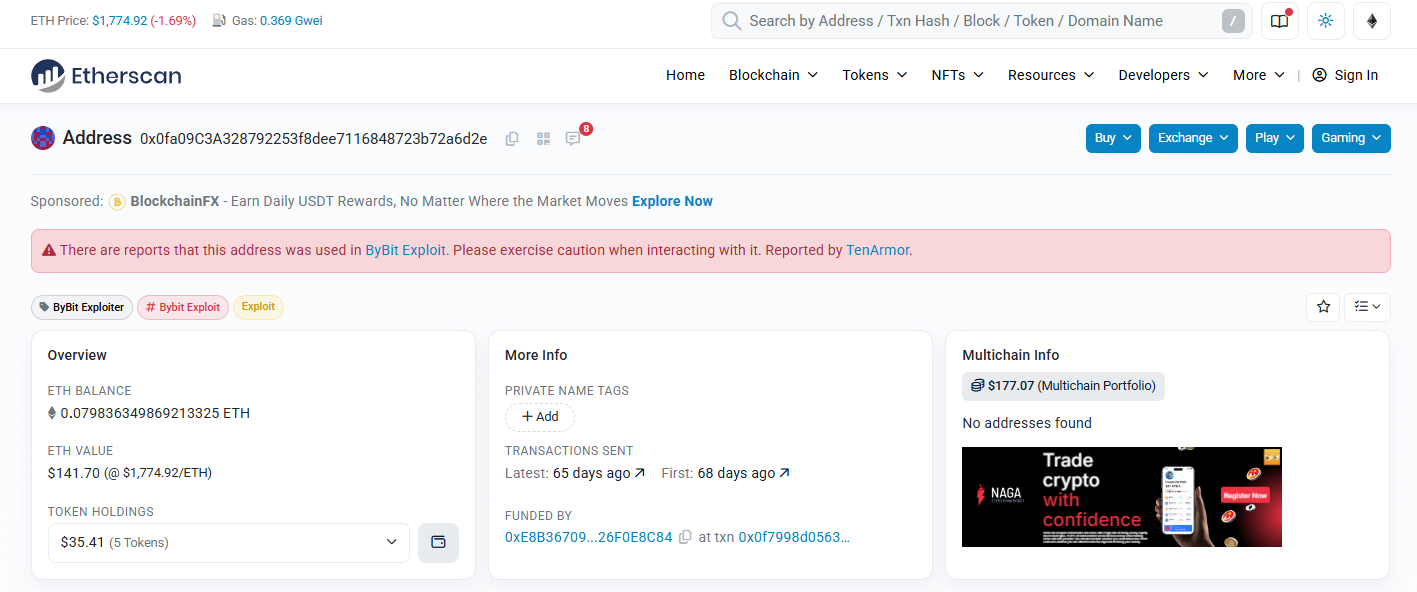 ETH Price: $1,774.92 (-1.69%) Gas: 0.369 Gwei
Search by Address / Txn Hash / Block / Token / Domain Name /
Etherscan
Home Blockchain Tokens NFTs Resources Developers More | Sign In
Address 0x0fa09C3A328792253f8dee7116848723b72a6d2e 8
Buy Exchange Play Gaming
Sponsored: BlockchainFX - Earn Daily USDT Rewards, No Matter Where the Market Moves Explore Now
There are reports that this address was used in ByBit Exploit. Please exercise caution when interacting with it. Reported by TenArmor.
ByBit Exploiter # Bybit Exploit Exploit
Overview
ETH BALANCE
0.079836349869213325 ETH
ETH VALUE
$141.70 (@ $1,774.92/ETH)
TOKEN HOLDINGS
$35.41 (5 Tokens)
More Info
PRIVATE NAME TAGS
+ Add
TRANSACTIONS SENT
Latest: 65 days ago First: 68 days ago
FUNDED BY
0xE8B36709...26F0E8C84 at txn 0x0f7998d0563...
Multichain Info
$177.07 (Multichain Portfolio)
No addresses found
NAGA
Trade
crypto
with
confidence
Register Now